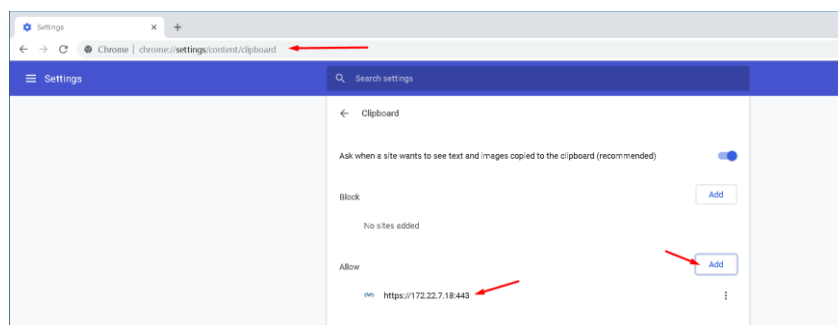 Settings
Chrome | chrome://settings/content/clipboard
Settings
Search settings
Clipboard
Ask when a site wants to see text and images copied to the clipboard (recommended)
Block
Add
No sites added
Allow
Add
https://172.22.7.18:443